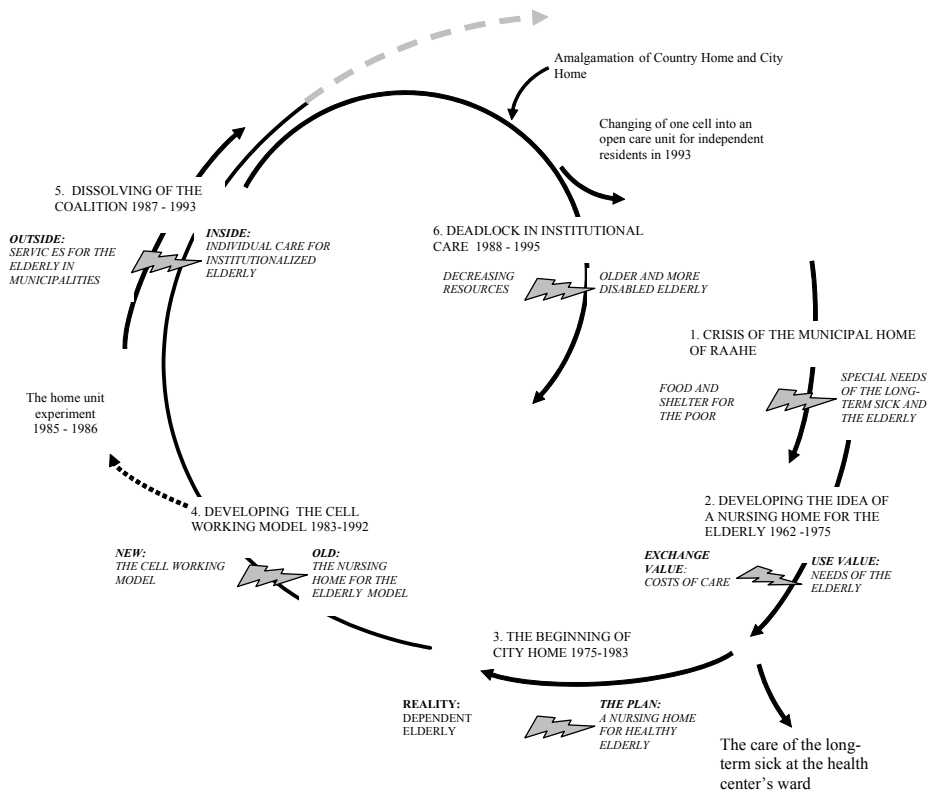 Amalgamation of Country Home and City
Home
Changing of one cell into an
open care unit for independent
residents in 1993
5. DISSOLVING OF THE
COALITION 1987 - 1993
OUTSIDE:
SERVIC ES FOR THE
ELDERLY IN
MUNICIPALITIES
INSIDE:
INDIVIDUAL CARE FOR
INSTITUTIONALIZED
ELDERLY
6. DEADLOCK IN INSTITUTIONAL
CARE 1988 - 1995
DECREASING
RESOURCES
OLDER AND MORE
DISABLED ELDERLY
1. CRISIS OF THE MUNICIPAL HOME
OF RAAHE
FOOD AND
SHELTER FOR
THE POOR
SPECIAL NEEDS
OF THE LONG-
TERM SICK AND
THE ELDERLY
The home unit
experiment
1985 - 1986
4. DEVELOPING THE CELL
WORKING MODEL 1983-1992
NEW:
THE CELL WORKING
MODEL
OLD:
THE NURSING
HOME FOR THE
ELDERLY MODEL
2. DEVELOPING THE IDEA OF
A NURSING HOME FOR THE
ELDERLY 1962 -1975
EXCHANGE
VALUE:
COSTS OF CARE
USE VALUE:
NEEDS OF THE
ELDERLY
3. THE BEGINNING OF
CITY HOME 1975-1983
REALITY:
DEPENDENT
ELDERLY
THE PLAN:
A NURSING HOME
FOR HEALTHY
ELDERLY
The care of the long-
term sick at the health
center's ward